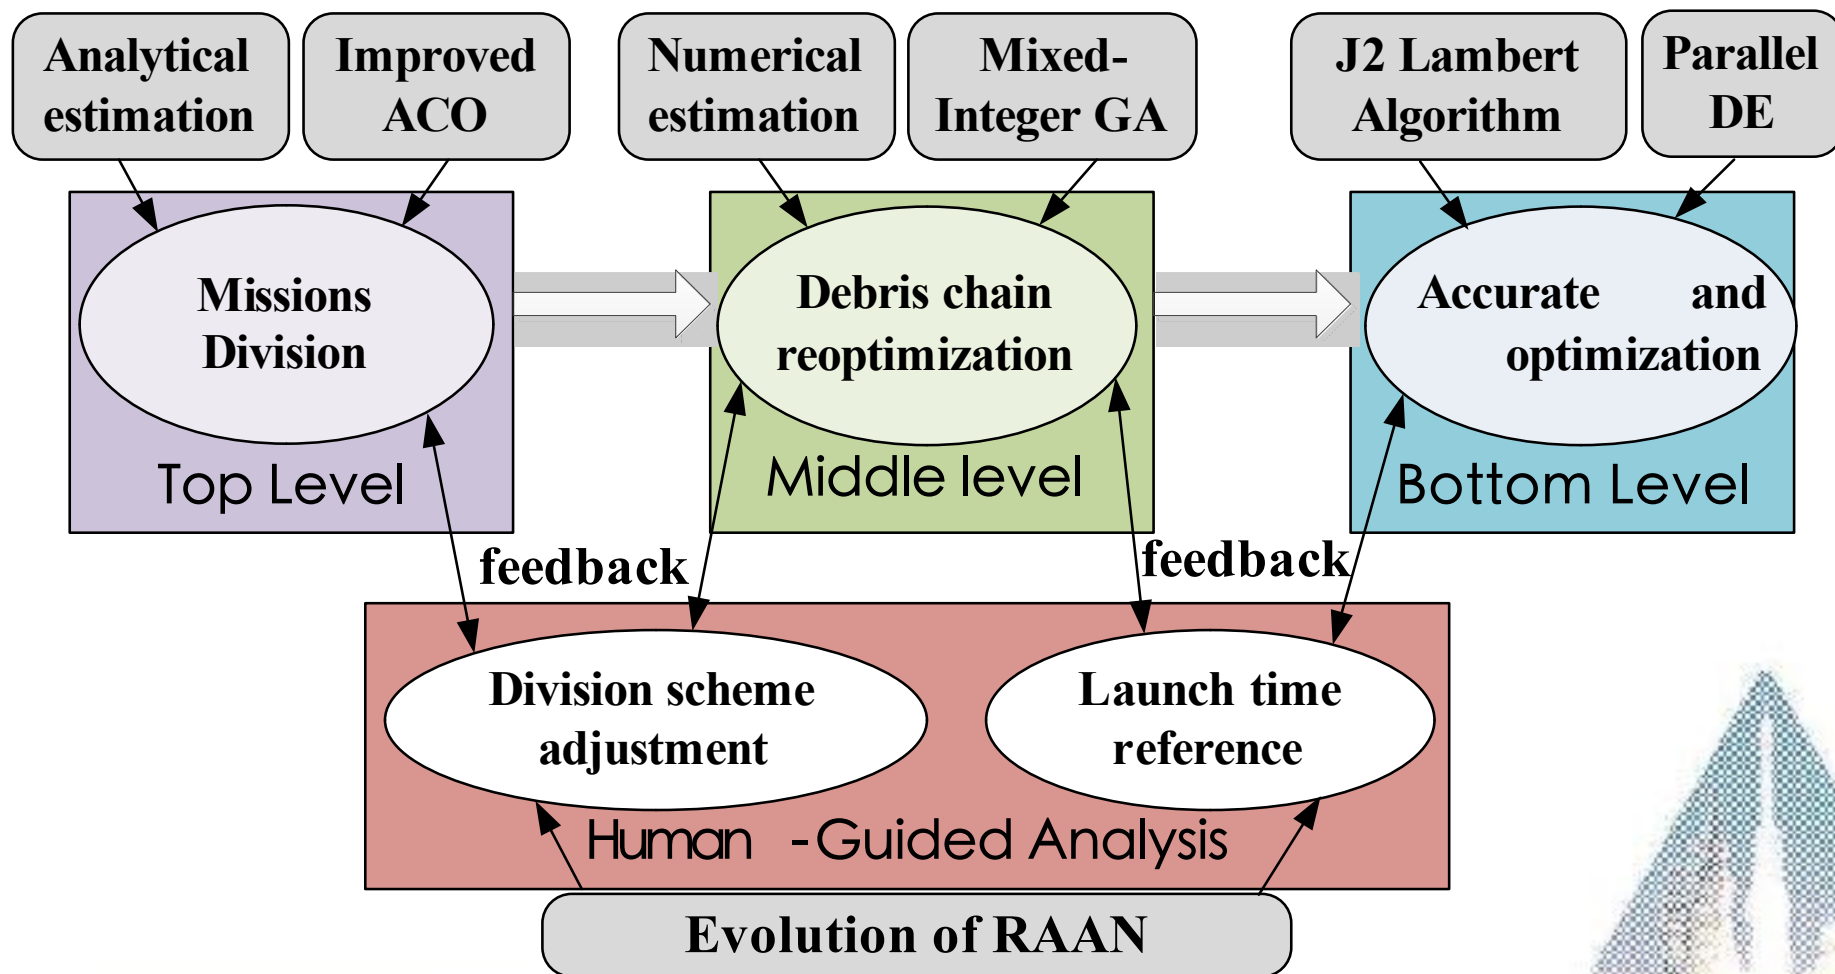 Analytical
estimation
Improved
ACO
Numerical
estimation
Mixed-
Integer GA
J2 Lambert
Algorithm
Parallel
DE
Missions
Division
Top Level
Debris chain
reoptimization
Middle level
Accurate and
optimization
Bottom Level
feedback
feedback
Division scheme
adjustment
Launch time
reference
Human -Guided Analysis
Evolution of RAAN